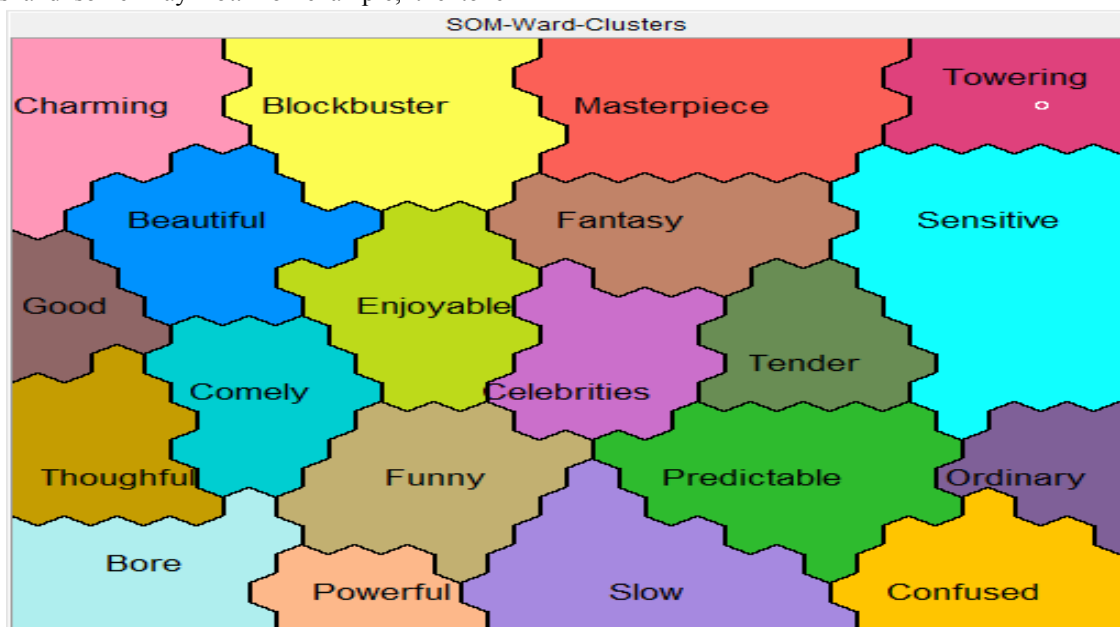 SOM-Ward-Clusters
Towering
Charming Blockbuster Masterpiece
Beautiful Fantasy Sensitive
Good Enjoyable
Tender
Comely Celebrities
Thoughful Funny Predictable Ordinary
Bore
Powerful Slow Confused